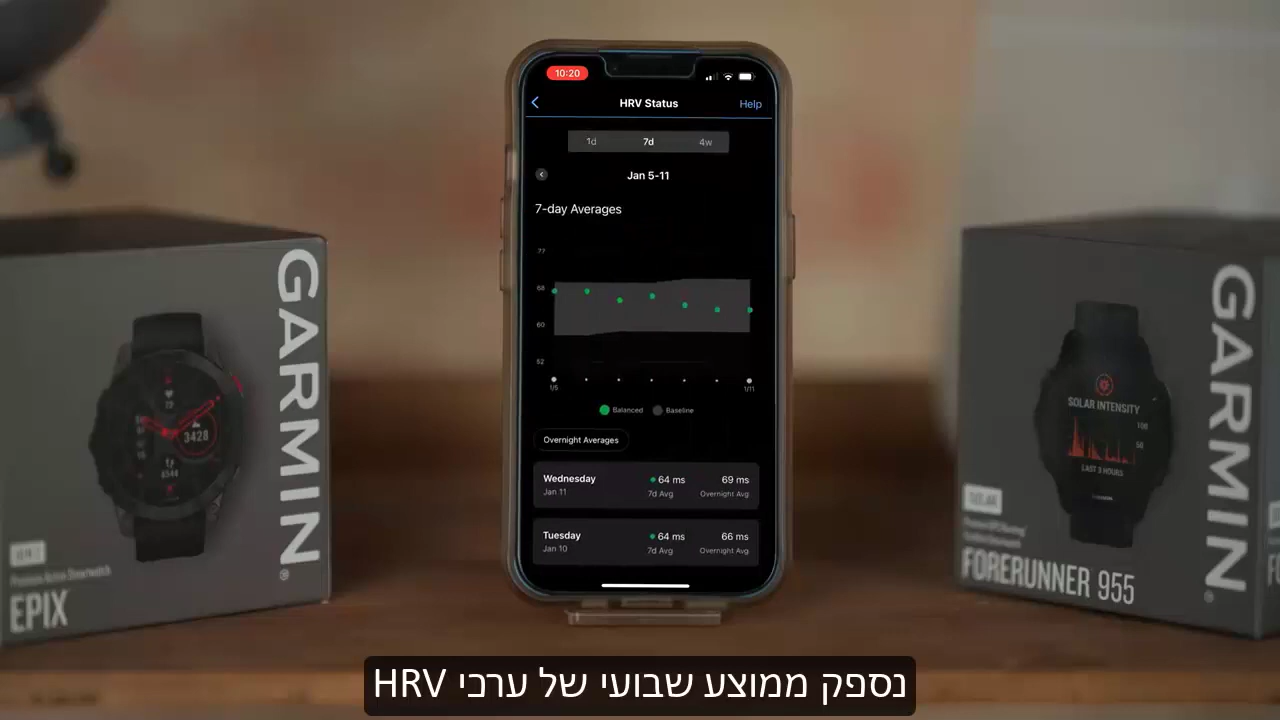 10:20
HRV Status
Help
1d 7d 4w
Jan 5-11
7-day Averages
77
68
60
52
1/5 1/11
Balanced Baseline
Overnight Averages
Wednesday 64 ms 69 ms
Jan 11 7d Avg Overnight Avg
Tuesday 64 ms 66 ms
Jan 10 7d Avg Overnight Avg
GARMIN
3428
6544
EPIX
GARMIN
SOLAR INTENSITY
100
50
LAST 3 HOURS
SOLAR
FORERUNNER 955
נספק ממוצע שבועי של ערכי HRV